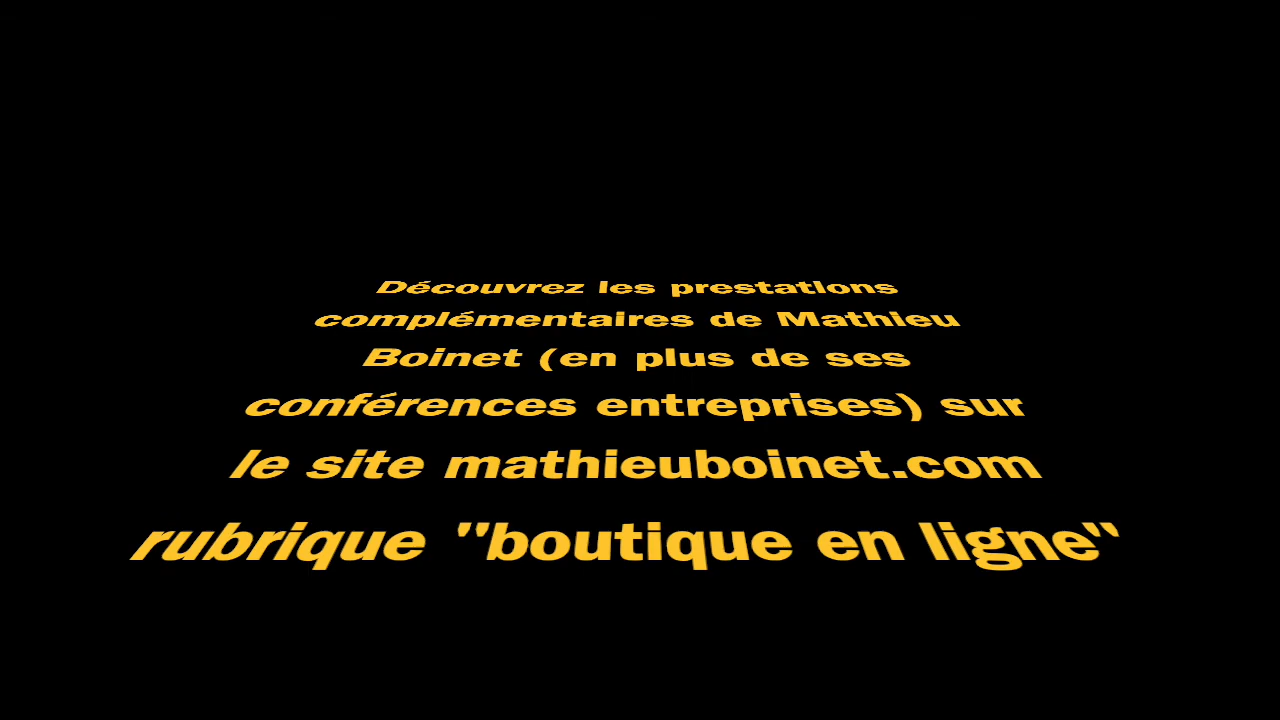 Découvrez les prestations
complémentaires de Mathieu
Boinet (en plus de ses
conférences entreprises) sur
le site mathieuboinet.com
rubrique "boutique en ligne"